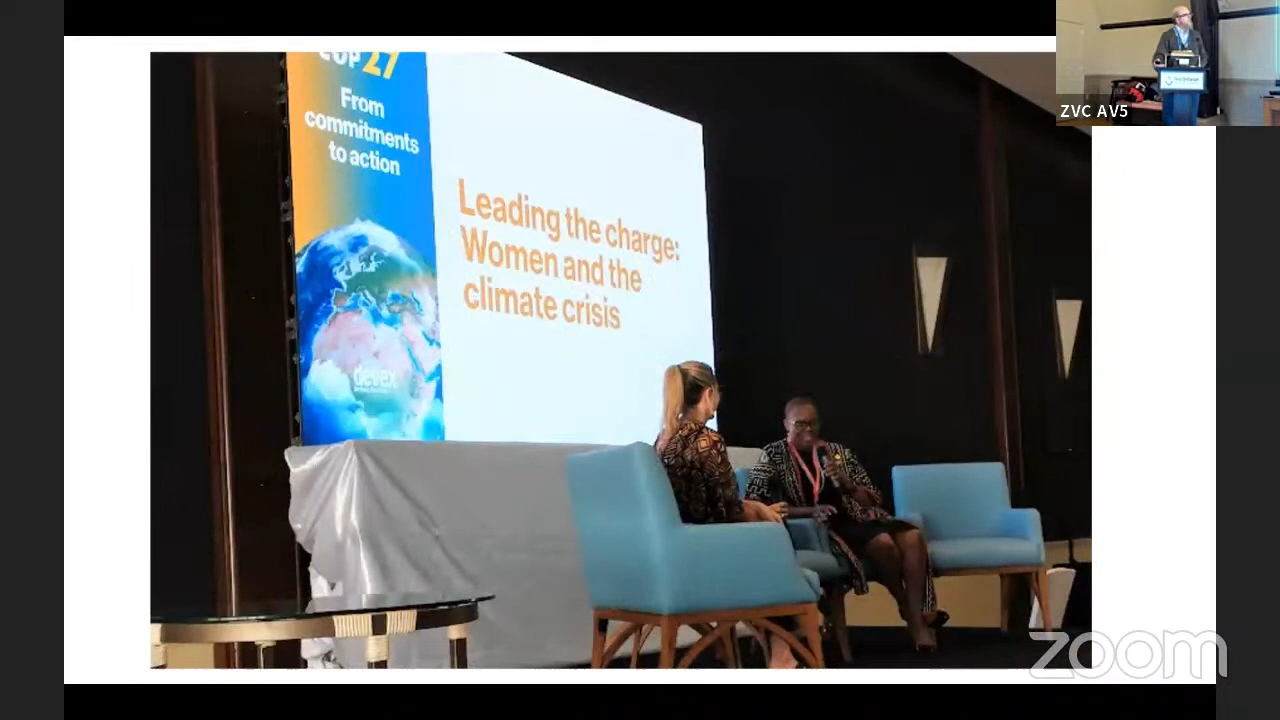 COP 27
From
commitments
to action
Leading the charge:
Women and the
climate crisis
devex
ZVC AV5
zoom